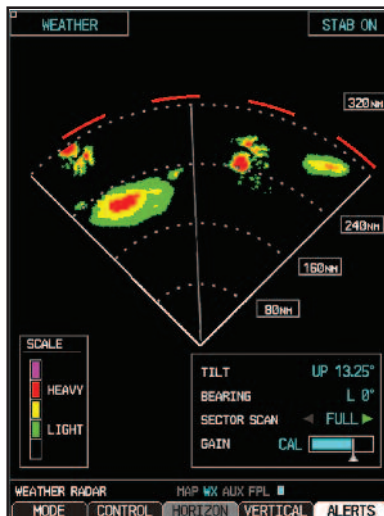 WEATHER
STAB ON
320NM
240NM
160NM
80NM
SCALE
HEAVY
LIGHT
TILT UP 13.25°
BEARING L 0°
SECTOR SCAN FULL
GAIN CAL
WEATHER RADAR MAP WX AUX FPL
MODE CONTROL HORIZON VERTICAL ALERTS